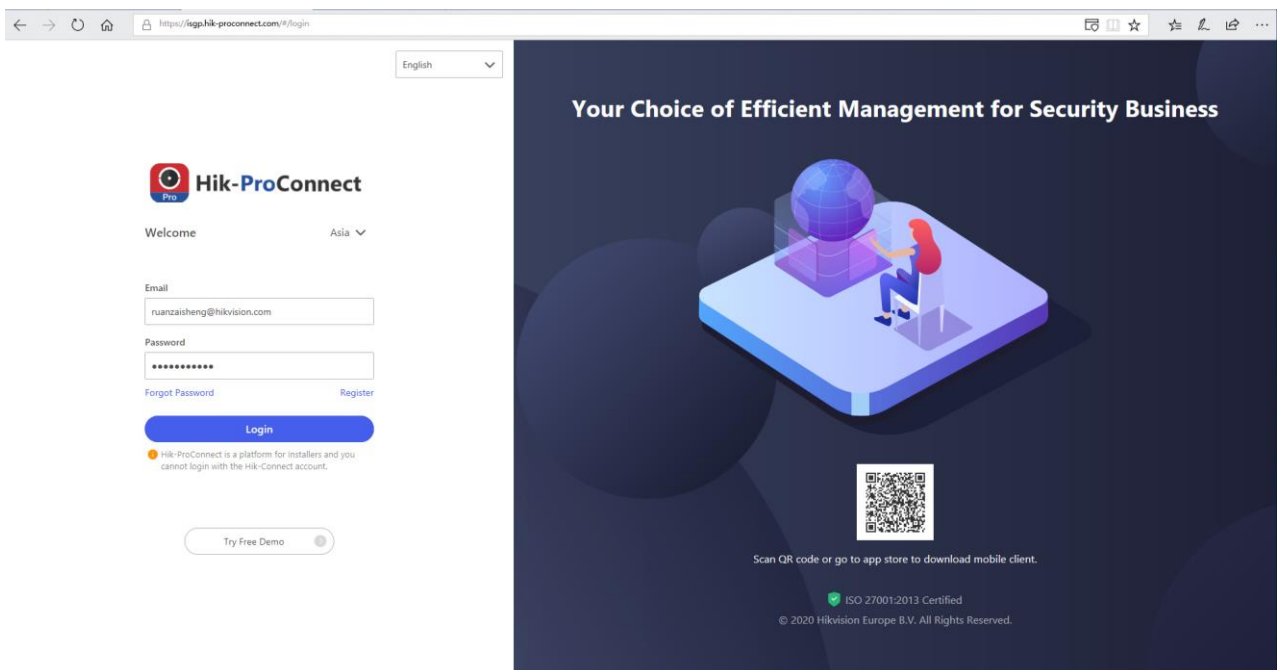 https://isgp.hik-proconnect.com/#/login
English
Your Choice of Efficient Management for Security Business
Pro
Hik-ProConnect
Welcome
Asia
Email
ruanzaisheng@hikvision.com
Password
•••••••••••
Forgot Password
Register
Login
Hik-ProConnect is a platform for installers and you
cannot login with the Hik-Connect account.
Try Free Demo
Scan QR code or go to app store to download mobile client.
ISO 27001:2013 Certified
© 2020 Hikvision Europe B.V. All Rights Reserved.